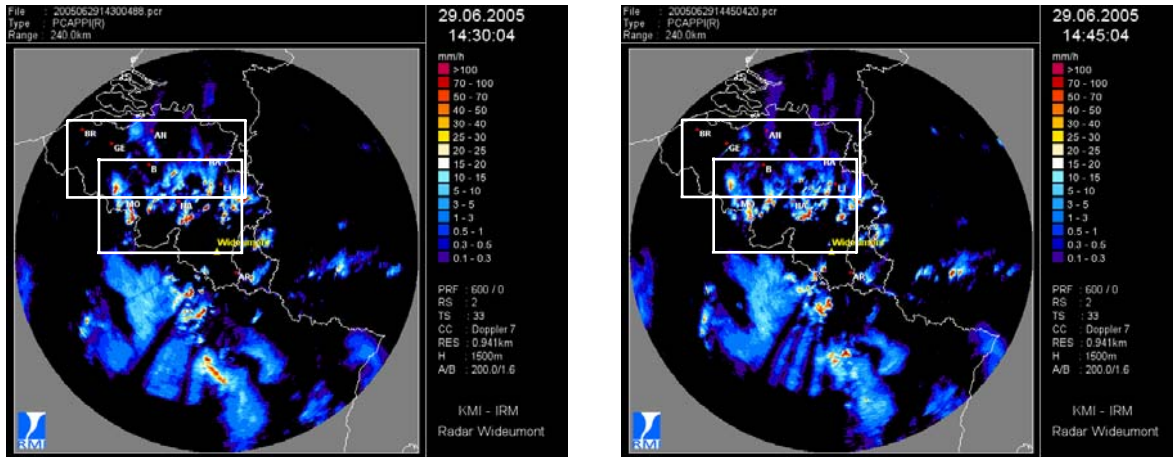 File : 2005062914300488.pcr
Type : PCAPPI(R)
Range : 240.0km
29.06.2005
14:30:04
mm/h
>100
70 - 100
50 - 70
40 - 50
30 - 40
25 - 30
20 - 25
15 - 20
10 - 15
5 - 10
3 - 5
1 - 3
0.5 - 1
0.3 - 0.5
0.1 - 0.3
BR
AN
GE
B
HA
LI
MO
NA
Wideumont
AR
PRF : 600 / 0
RS : 2
TS : 33
CC : Doppler 7
RES : 0.941km
H : 1500m
A/B : 200.0/1.6
KMI - IRM
Radar Wideumont
RMI
File : 2005062914450420.pcr
Type : PCAPPI(R)
Range : 240.0km
29.06.2005
14:45:04
mm/h
>100
70 - 100
50 - 70
40 - 50
30 - 40
25 - 30
20 - 25
15 - 20
10 - 15
5 - 10
3 - 5
1 - 3
0.5 - 1
0.3 - 0.5
0.1 - 0.3
BR
AN
GE
B
HA
LI
MO
NA
Wideumont
AR
PRF : 600 / 0
RS : 2
TS : 33
CC : Doppler 7
RES : 0.941km
H : 1500m
A/B : 200.0/1.6
KMI - IRM
Radar Wideumont
RMI